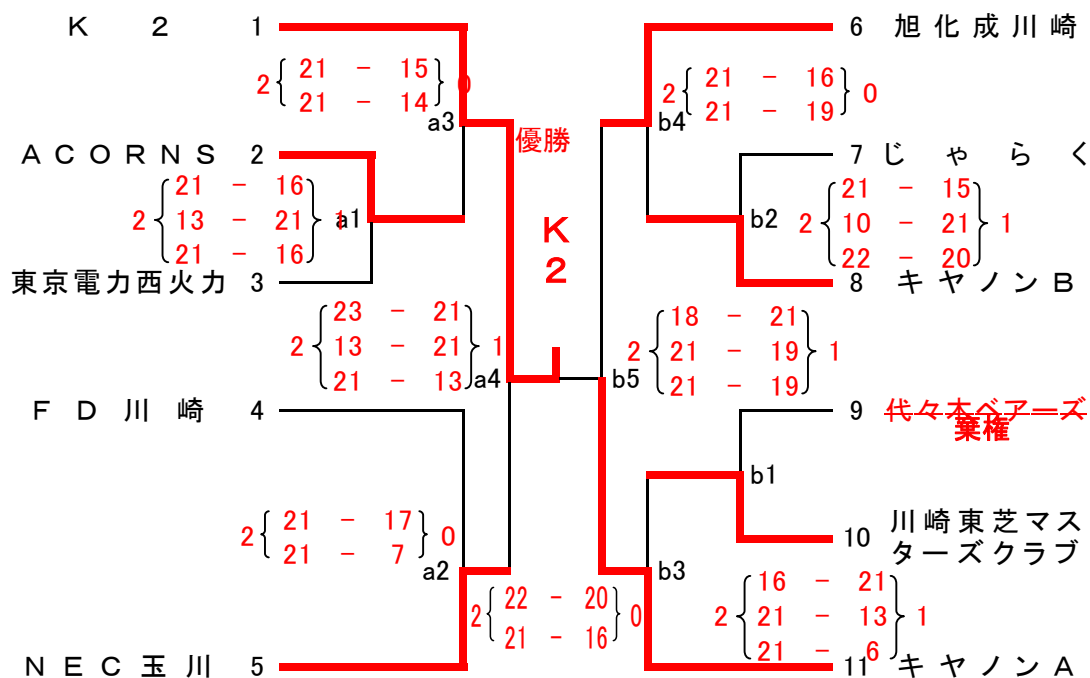 K 2 1
2 { 21 - 15 } 0
21 - 14
a3
ACORNS 2
21 - 16
2 { 13 - 21 } 1
21 - 16
a1
東京電力西火力 3
23 - 21
2 { 13 - 21 } 1
21 - 13
a4
FD川崎 4
2 { 21 - 17 } 0
21 - 7
a2
NEC玉川 5
優勝
K
2
2 { 22 - 20 } 0
21 - 16
6 旭化成川崎
2 { 21 - 16 } 0
21 - 19
b4
7 じゃらく
21 - 15
2 { 10 - 21 } 1
22 - 20
b2
8 キヤノンB
18 - 21
2 { 21 - 19 } 1
21 - 19
b5
9 代々木ベアーズ
棄権
b1
10 川崎東芝マス
ターズクラブ
b3
16 - 21
2 { 21 - 13 } 1
21 - 6
11 キヤノンA